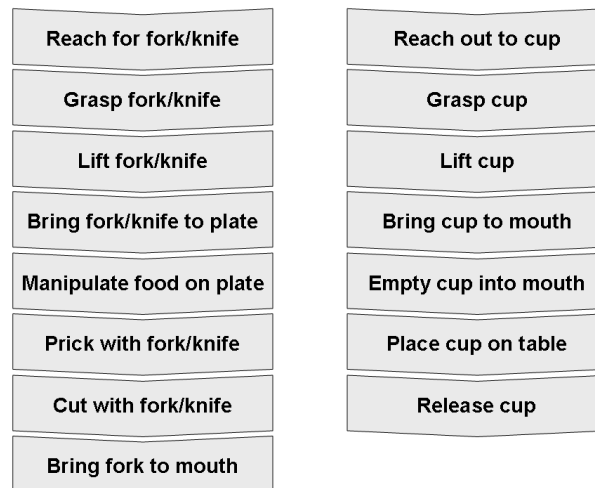 Reach for fork/knife
Grasp fork/knife
Lift fork/knife
Bring fork/knife to plate
Manipulate food on plate
Prick with fork/knife
Cut with fork/knife
Bring fork to mouth
Reach out to cup
Grasp cup
Lift cup
Bring cup to mouth
Empty cup into mouth
Place cup on table
Release cup